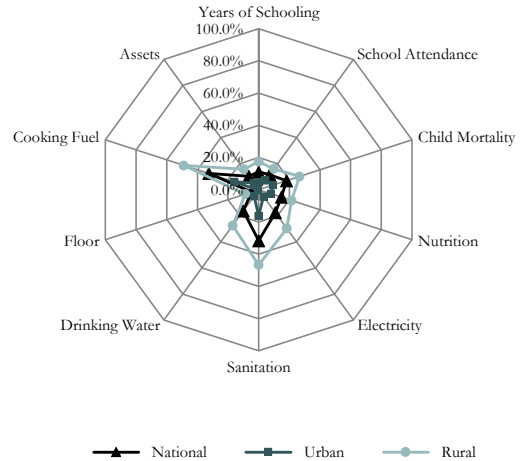 Years of Schooling
100.0%
Assets
School Attendance
80.0%
60.0%
40.0%
Cooking Fuel
Child Mortality
20.0%
0.0%
Floor
Nutrition
Drinking Water
Electricity
Sanitation
National Urban Rural